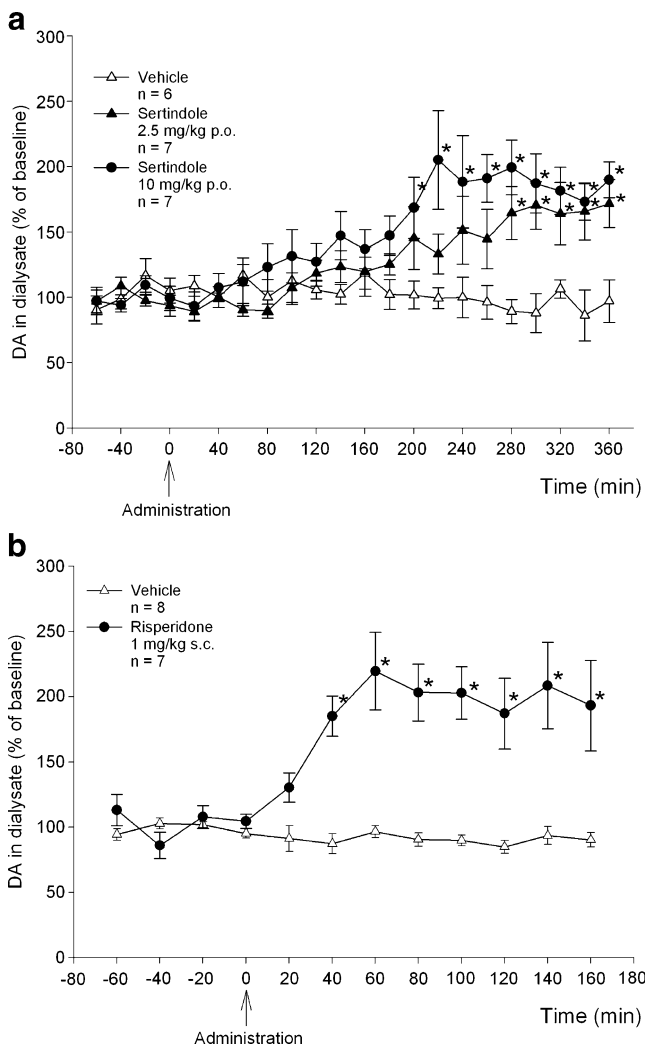 a
300
250
200
150
100
50
0
DA in dialysate (% of baseline)
Vehicle
n = 6
Sertindole
2.5 mg/kg p.o.
n = 7
Sertindole
10 mg/kg p.o.
n = 7
* * * * * * * * *
* * * * *
-80 -40 0 40 80 120 160 200 240 280 320 360
Time (min)
Administration
b
300
250
200
150
100
50
0
DA in dialysate (% of baseline)
Vehicle
n = 8
Risperidone
1 mg/kg s.c.
n = 7
* * * * * * *
-80 -60 -40 -20 0 20 40 60 80 100 120 140 160 180
Time (min)
Administration